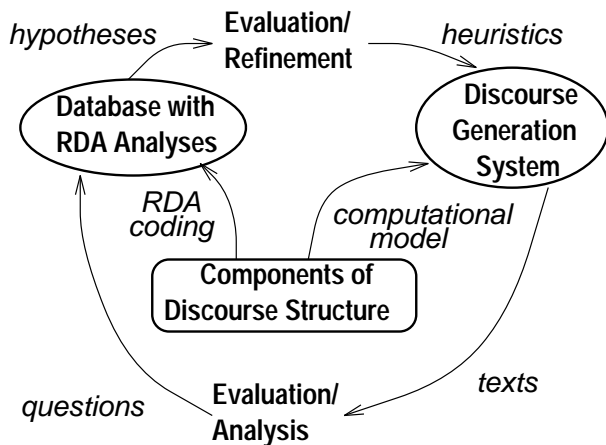 hypotheses
Evaluation/
Refinement
heuristics
Database with
RDA Analyses
Discourse
Generation
System
RDA
coding
computational
model
Components of
Discourse Structure
questions
Evaluation/
Analysis
texts